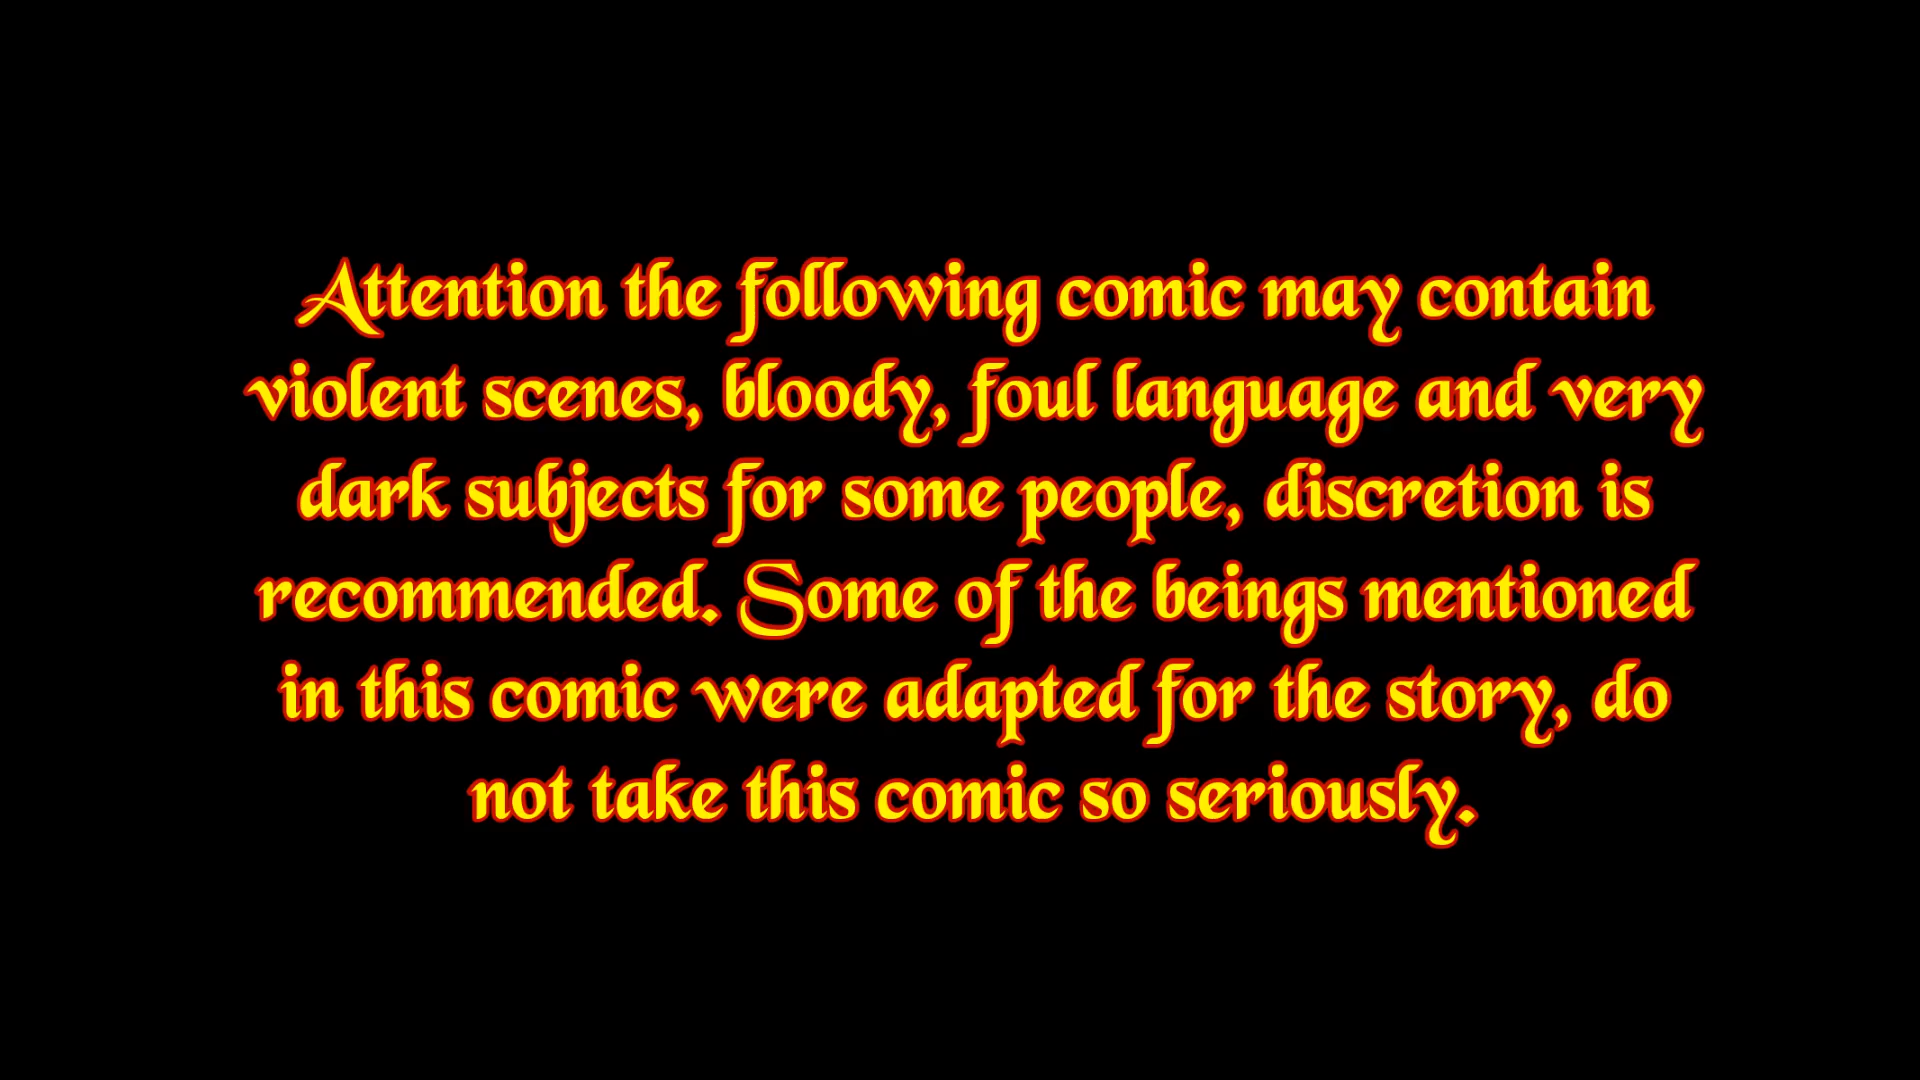 Attention the following comic may contain
violent scenes, bloody, foul language and very
dark subjects for some people, discretion is
recommended. Some of the beings mentioned
in this comic were adapted for the story, do
not take this comic so seriously.